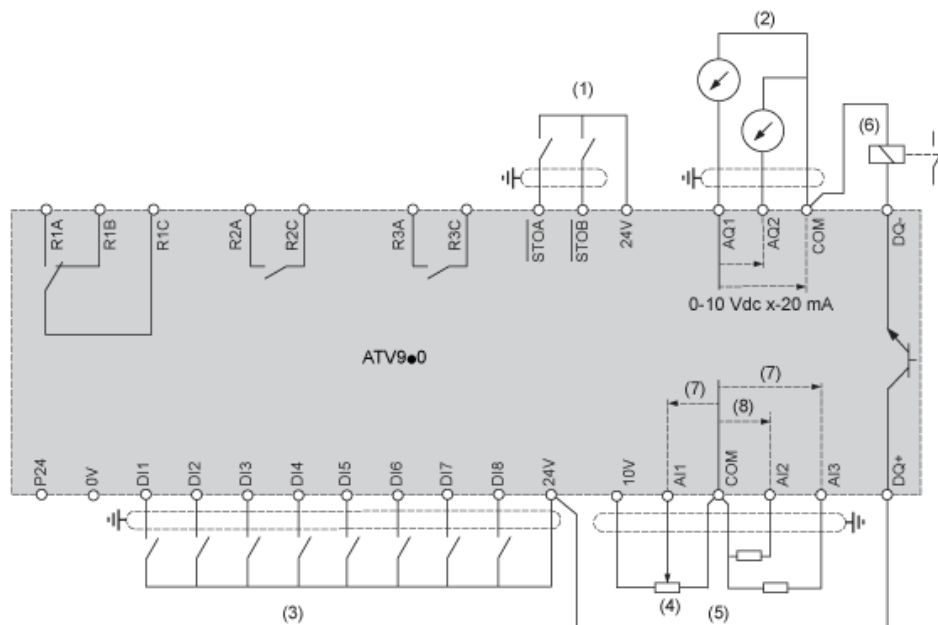 (2)
(1)
(6)
R1A
R1B
R1C
R2A
R2C
R3A
R3C
STOA
STOB
24V
AQ1
AQ2
COM
DQ-
0-10 Vdc x-20 mA
ATV9●0
(7)
(7)
(8)
P24
0V
DI1
DI2
DI3
DI4
DI5
DI6
DI7
DI8
24V
10V
AI1
COM
AI2
AI3
DQ+
(3)
(4)
(5)